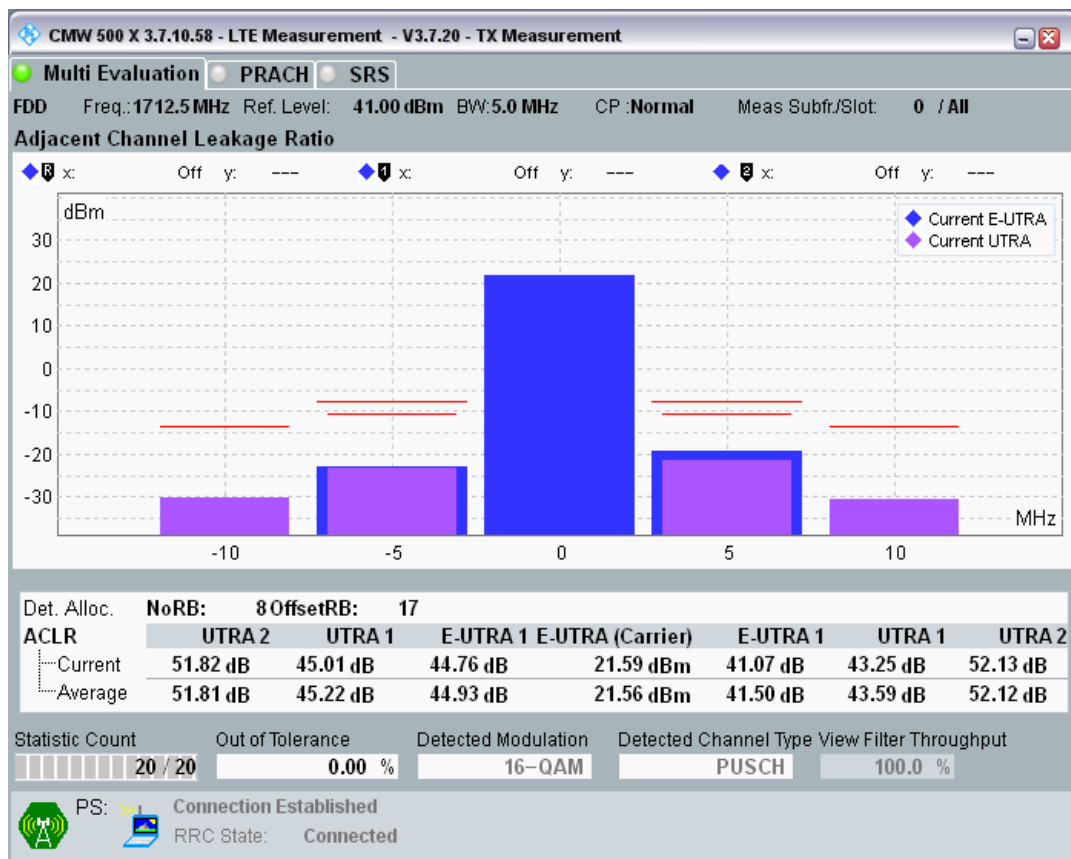 CMW 500 X 3.7.10.58 - LTE Measurement - V3.7.20 - TX Measurement
Multi Evaluation PRACH SRS
FDD Freq.:1712.5 MHz Ref. Level: 41.00 dBm BW:5.0 MHz CP :Normal Meas Subfr./Slot: 0 / All
Adjacent Channel Leakage Ratio
R x: Off y: --- 1 x: Off y: --- 2 x: Off y: ---
dBm
Current E-UTRA
Current UTRA
30
20
10
0
-10
-20
-30
MHz
-10 -5 0 5 10
Det. Alloc. NoRB: 8 OffsetRB: 17
ACLR UTRA 2 UTRA 1 E-UTRA 1 E-UTRA (Carrier) E-UTRA 1 UTRA 1 UTRA 2
Current 51.82 dB 45.01 dB 44.76 dB 21.59 dBm 41.07 dB 43.25 dB 52.13 dB
Average 51.81 dB 45.22 dB 44.93 dB 21.56 dBm 41.50 dB 43.59 dB 52.12 dB
Statistic Count Out of Tolerance Detected Modulation Detected Channel Type View Filter Throughput
20 / 20 0.00 % 16-QAM PUSCH 100.0 %
PS: Connection Established
RRC State: Connected